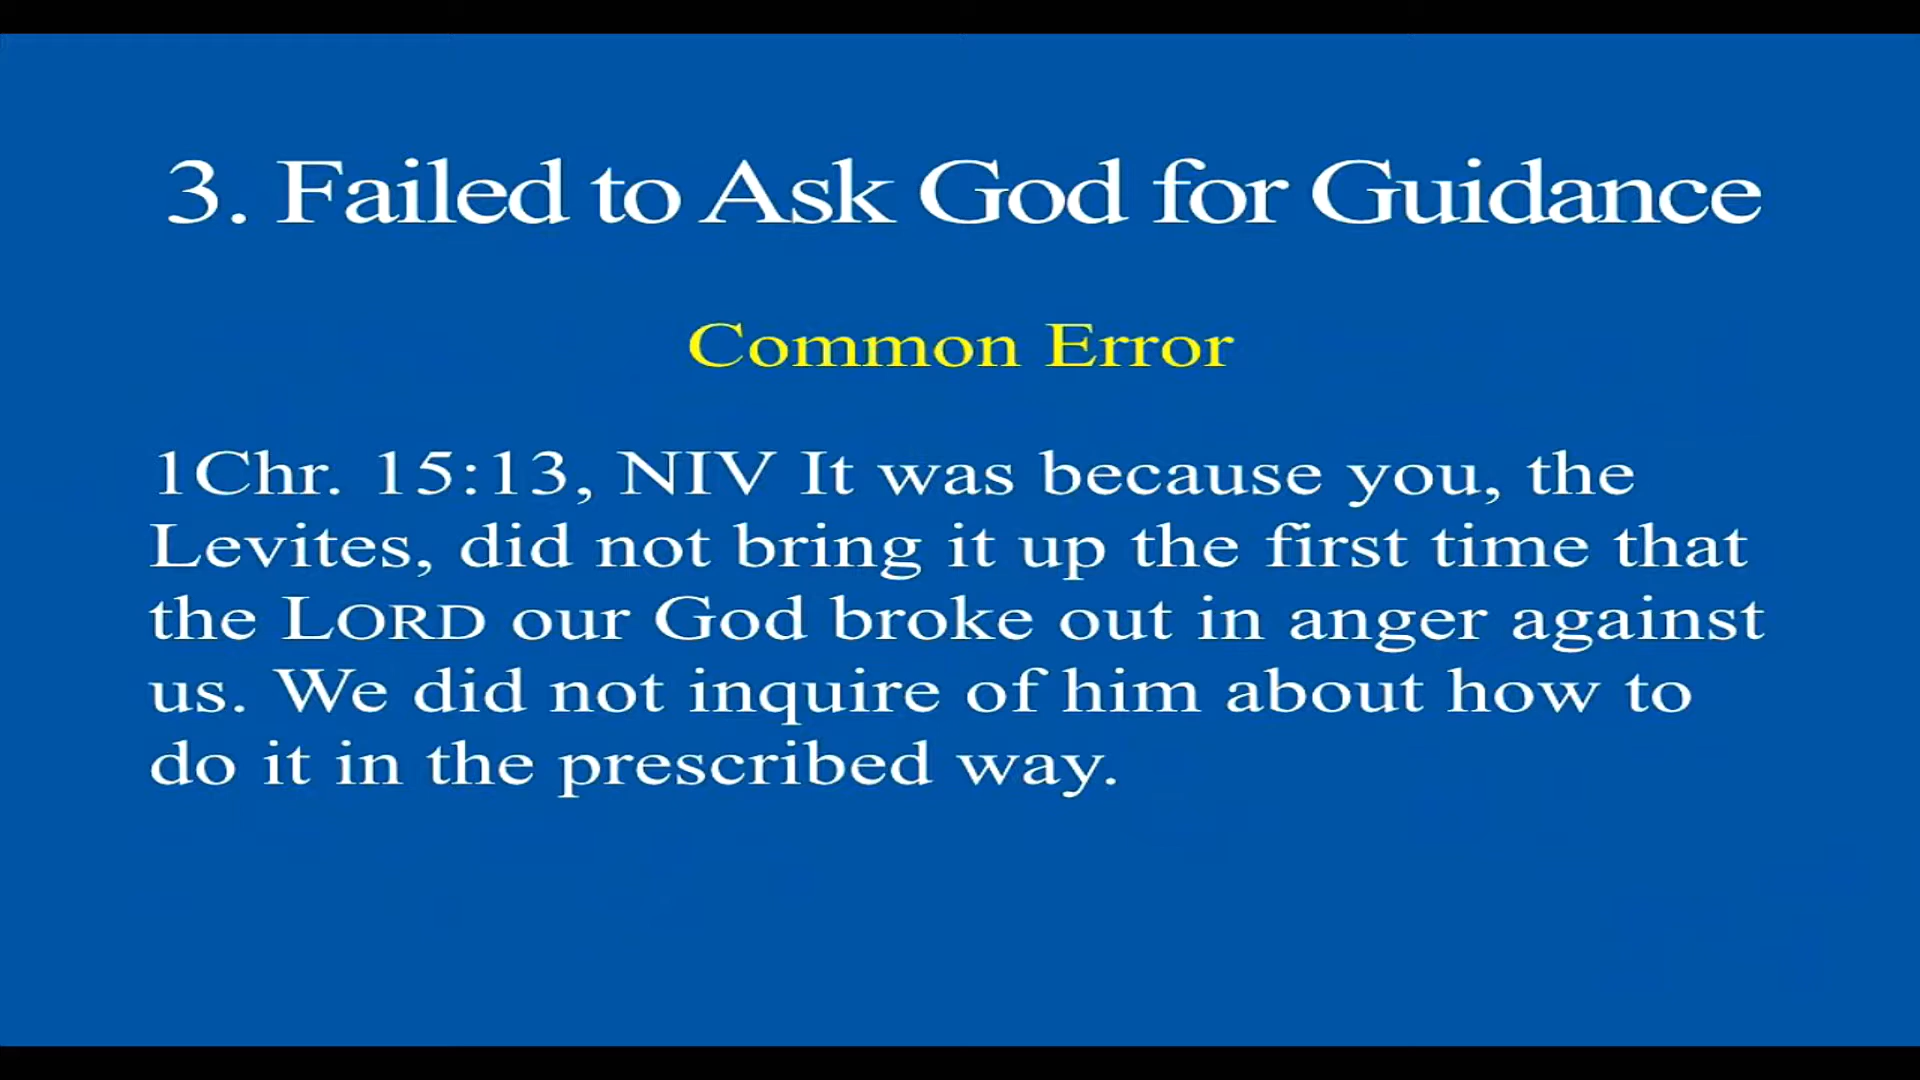 3. Failed to Ask God for Guidance
Common Error
1Chr. 15:13, NIV It was because you, the
Levites, did not bring it up the first time that
the LORD our God broke out in anger against
us. We did not inquire of him about how to
do it in the prescribed way.